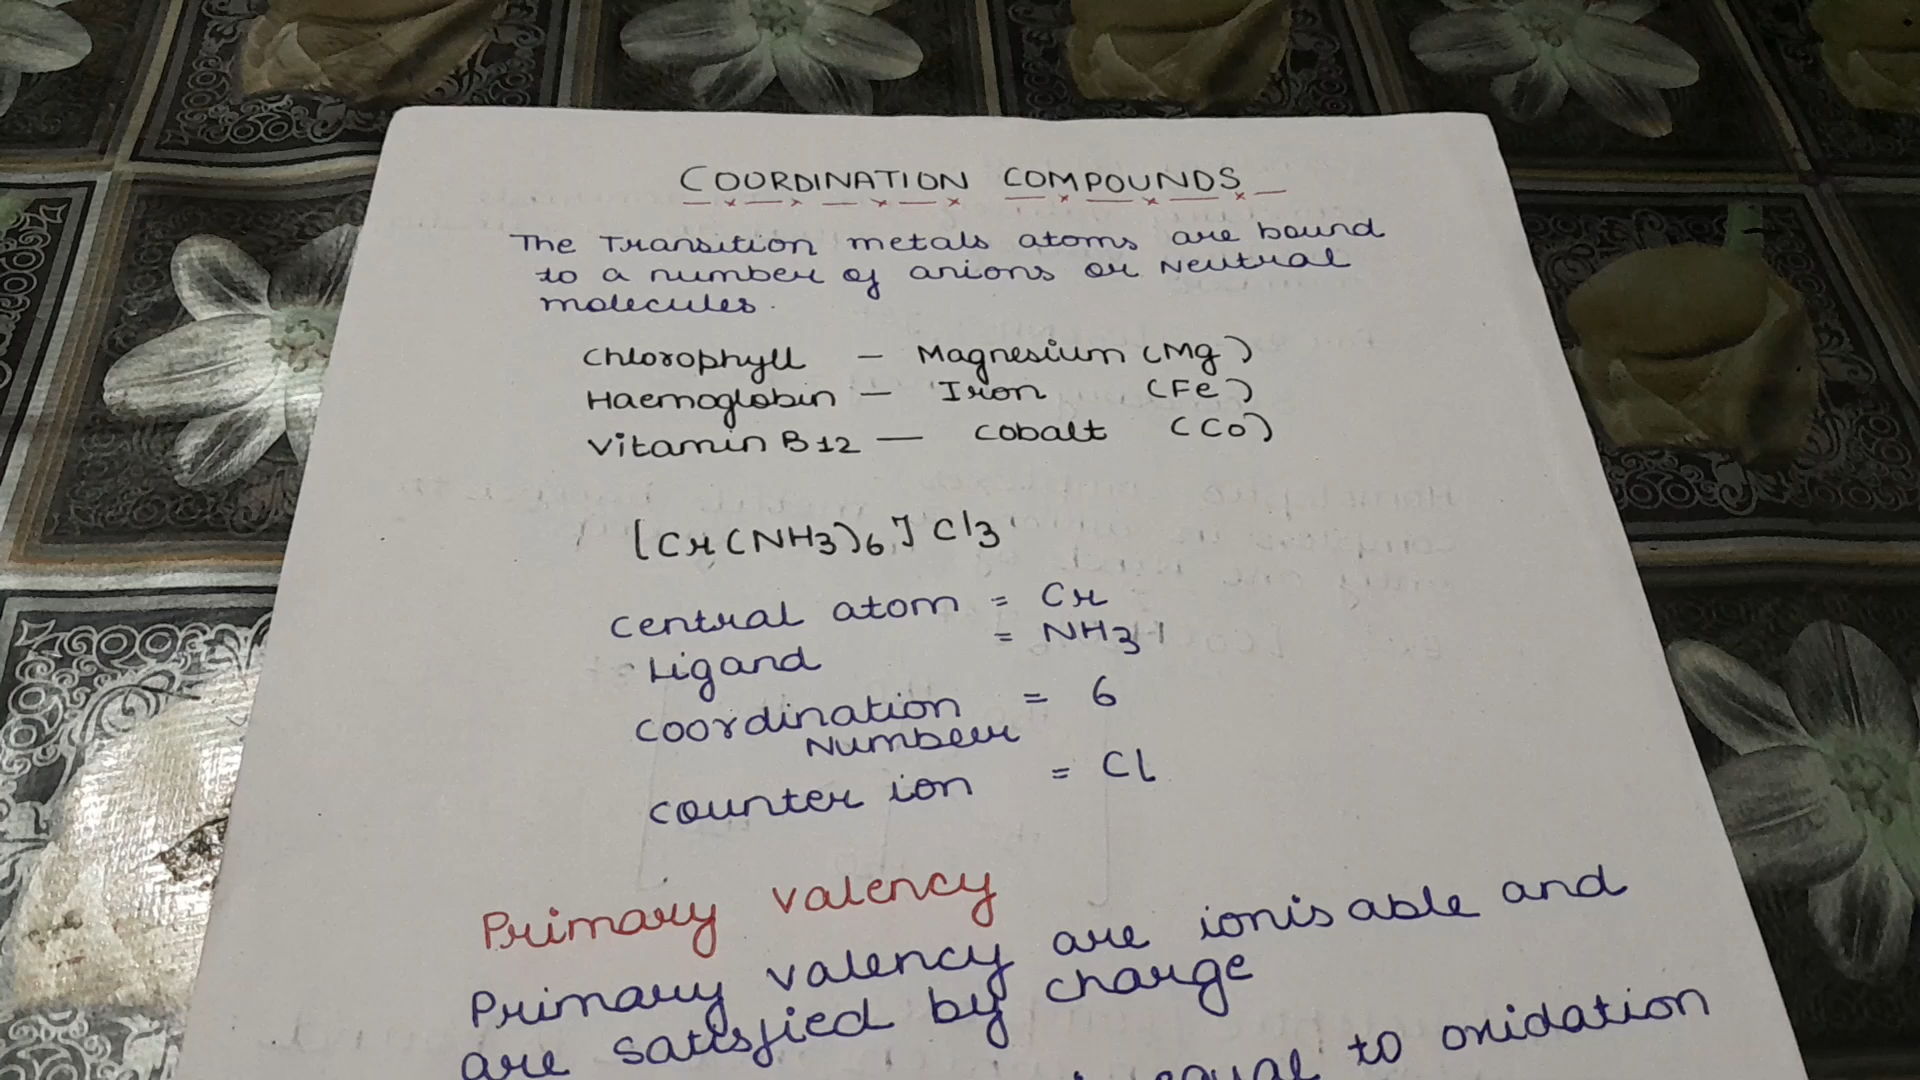 COORDINATION COMPOUNDS
The Transition metals atoms are bound
to a number of anions or Neutral
molecules.
Chlorophyll — Magnesium (Mg)
Haemoglobin — Iron (Fe)
Vitamin B12 — Cobalt (Co)
[Cr(NH3)6]Cl3
Central atom = Cr
Ligand = NH3
Coordination = 6
Number
Counter ion = Cl
Primary valency
Primary valency are ionisable and
are satisfied by charge
equal to oxidation